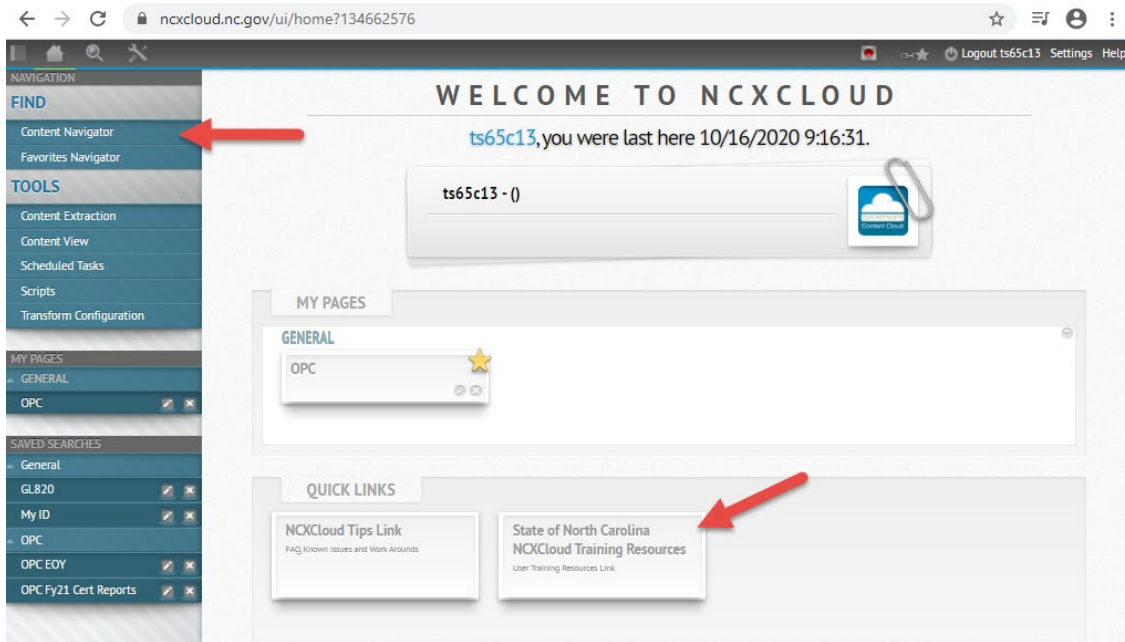 ncxcloud.nc.gov/ui/home?134662576
Logout ts65c13 Settings Help
NAVIGATION
FIND
Content Navigator
Favorites Navigator
TOOLS
Content Extraction
Content View
Scheduled Tasks
Scripts
Transform Configuration
MY PAGES
GENERAL
OPC
SAVED SEARCHES
General
GL820
My ID
OPC
OPC EOY
OPC Fy21 Cert Reports
WELCOME TO NCXCLOUD
ts65c13, you were last here 10/16/2020 9:16:31.
ts65c13 - ()
Content Cloud
MY PAGES
GENERAL
OPC
QUICK LINKS
NCXCloud Tips Link
FAQ, Known Issues and Work Arounds
State of North Carolina
NCXCloud Training Resources
User Training Resources Link